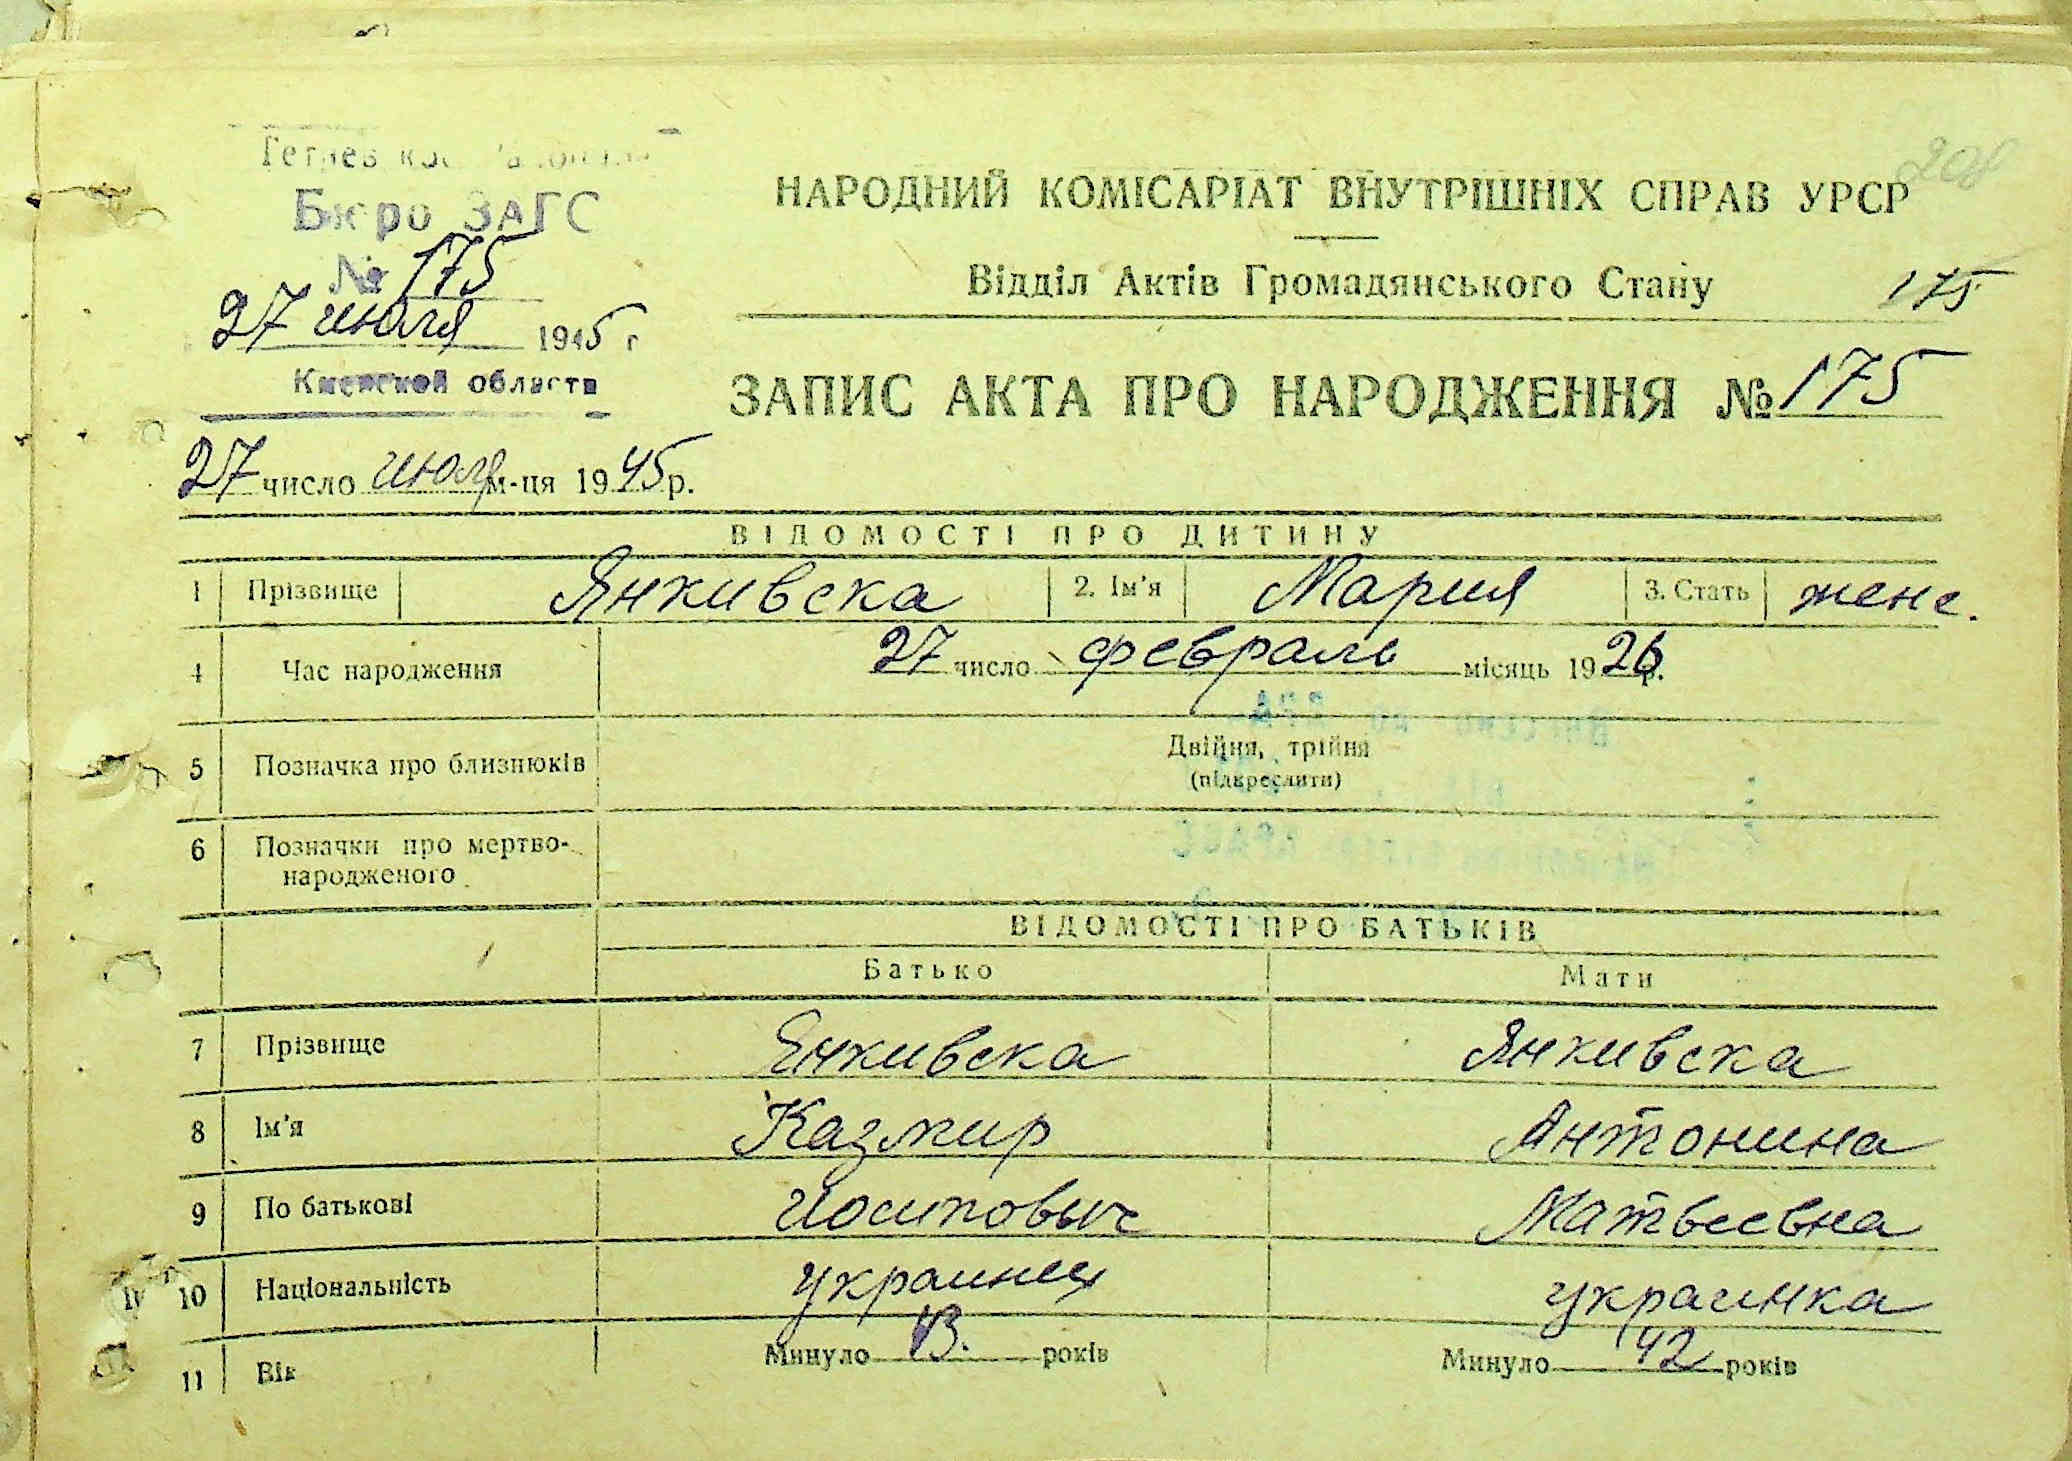 208
Бюро ЗАГС
№ 175
27 июля 1945 г
Киевской области
НАРОДНИЙ КОМІСАРІАТ ВНУТРІШНІХ СПРАВ УРСР
Відділ Актів Громадянського Стану 175
ЗАПИС АКТА ПРО НАРОДЖЕННЯ № 175
27 число июля м-ця 1945 р.
ВІДОМОСТІ ПРО ДИТИНУ
1 Прізвище Янкивска 2. Ім'я Мария 3. Стать женс.
4 Час народження 27 число февраль місяць 1926 р.
5 Позначка про близнюків Двійня, трійня
(підкреслити)
6 Позначки про мертво-
народженого
ВІДОМОСТІ ПРО БАТЬКІВ
Батько Мати
7 Прізвище Янкивска Янкивска
8 Ім'я Казмир Антонина
9 По батькові Иосиповыч Матвеевна
10 Національність украинец украинка
11 Вік Минуло 43. років Минуло 42 років